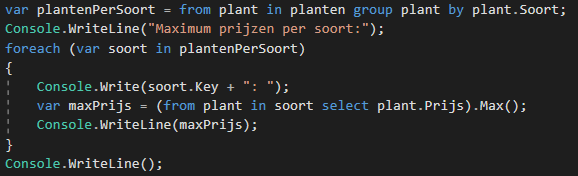 var plantenPerSoort = from plant in planten group plant by plant.Soort;
Console.WriteLine("Maximum prijzen per soort:");
foreach (var soort in plantenPerSoort)
{
    Console.Write(soort.Key + ": ");
    var maxPrijs = (from plant in soort select plant.Prijs).Max();
    Console.WriteLine(maxPrijs);
}
Console.WriteLine();